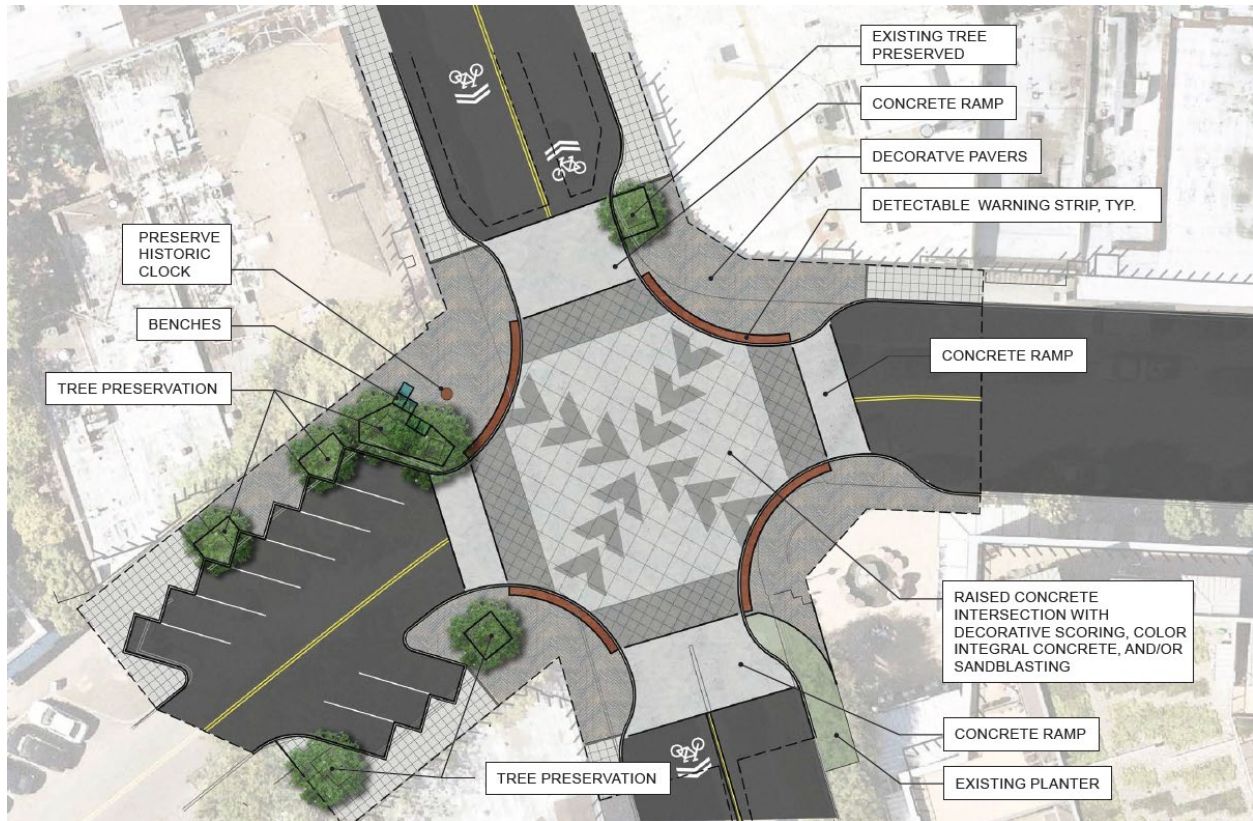 EXISTING TREE
PRESERVED
CONCRETE RAMP
DECORATVE PAVERS
DETECTABLE WARNING STRIP, TYP.
PRESERVE
HISTORIC
CLOCK
BENCHES
TREE PRESERVATION
CONCRETE RAMP
RAISED CONCRETE
INTERSECTION WITH
DECORATIVE SCORING, COLOR
INTEGRAL CONCRETE, AND/OR
SANDBLASTING
CONCRETE RAMP
TREE PRESERVATION
EXISTING PLANTER